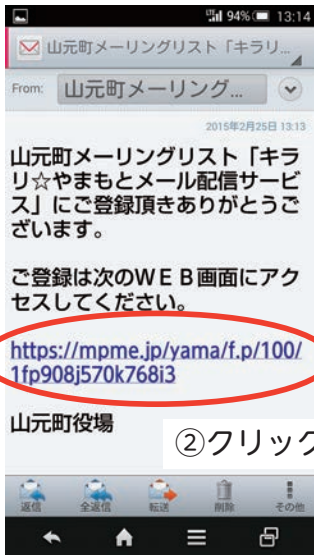 94% 13:14
山元町メーリングリスト「キラリ...
From: 山元町メーリング...
2015年2月25日 13:13
山元町メーリングリスト「キラ
リ☆やまもとメール配信サービ
ス」にご登録頂きありがとうご
ざいます。
ご登録は次のＷＥＢ画面にアク
セスしてください。
https://mpme.jp/yama/f.p/100/
1fp908j570k768i3
山元町役場
②クリック
返信 全返信 転送 削除 その他